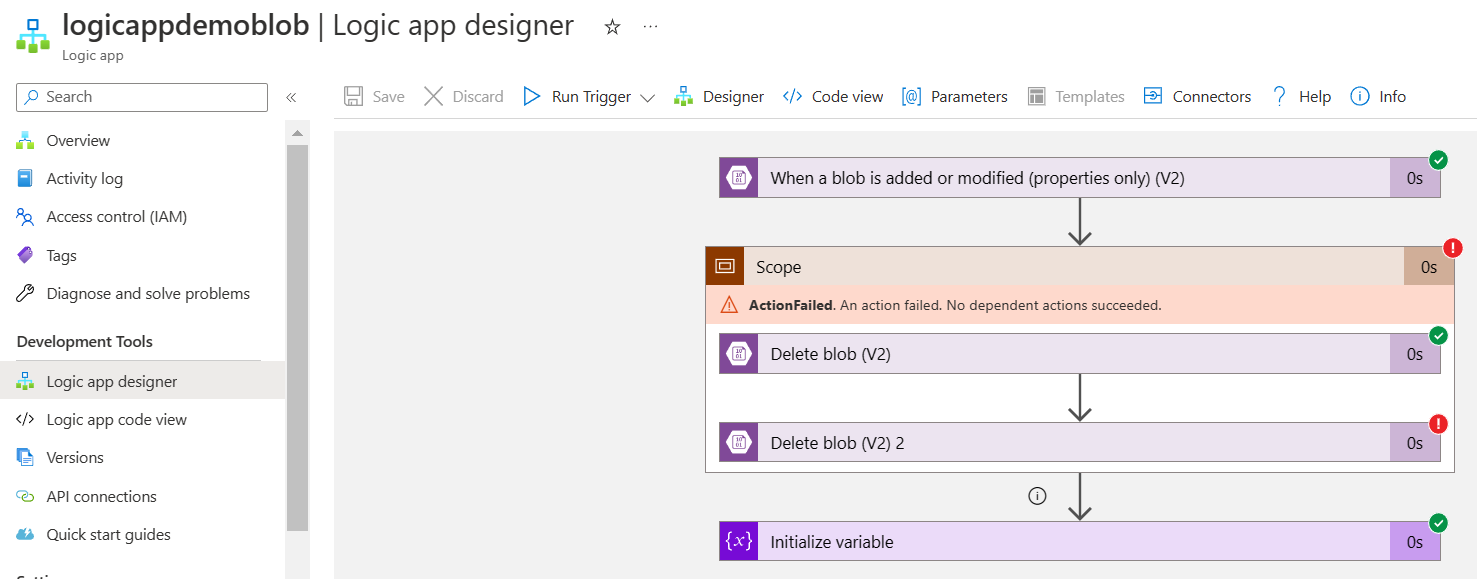 logicappdemoblob | Logic app designer
Logic app
Search
Overview
Activity log
Access control (IAM)
Tags
Diagnose and solve problems
Development Tools
Logic app designer
Logic app code view
Versions
API connections
Quick start guides
Save Discard Run Trigger Designer Code view Parameters Templates Connectors Help Info
When a blob is added or modified (properties only) (V2) 0s
Scope 0s
ActionFailed. An action failed. No dependent actions succeeded.
Delete blob (V2) 0s
Delete blob (V2) 2 0s
Initialize variable 0s